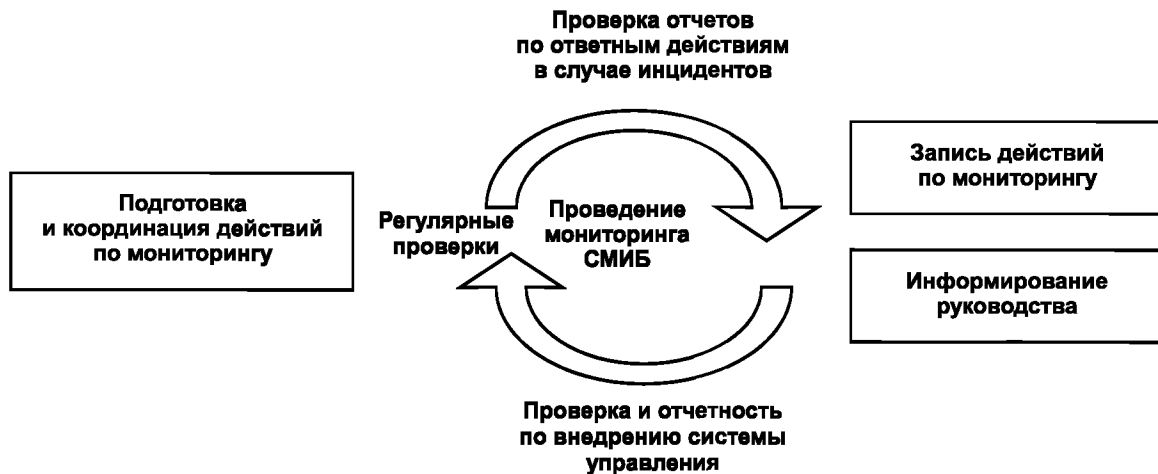 Проверка отчетов
по ответным действиям
в случае инцидентов
Подготовка
и координация действий
по мониторингу
Регулярные
проверки
Проведение
мониторинга
СМИБ
Запись действий
по мониторингу
Информирование
руководства
Проверка и отчетность
по внедрению системы
управления